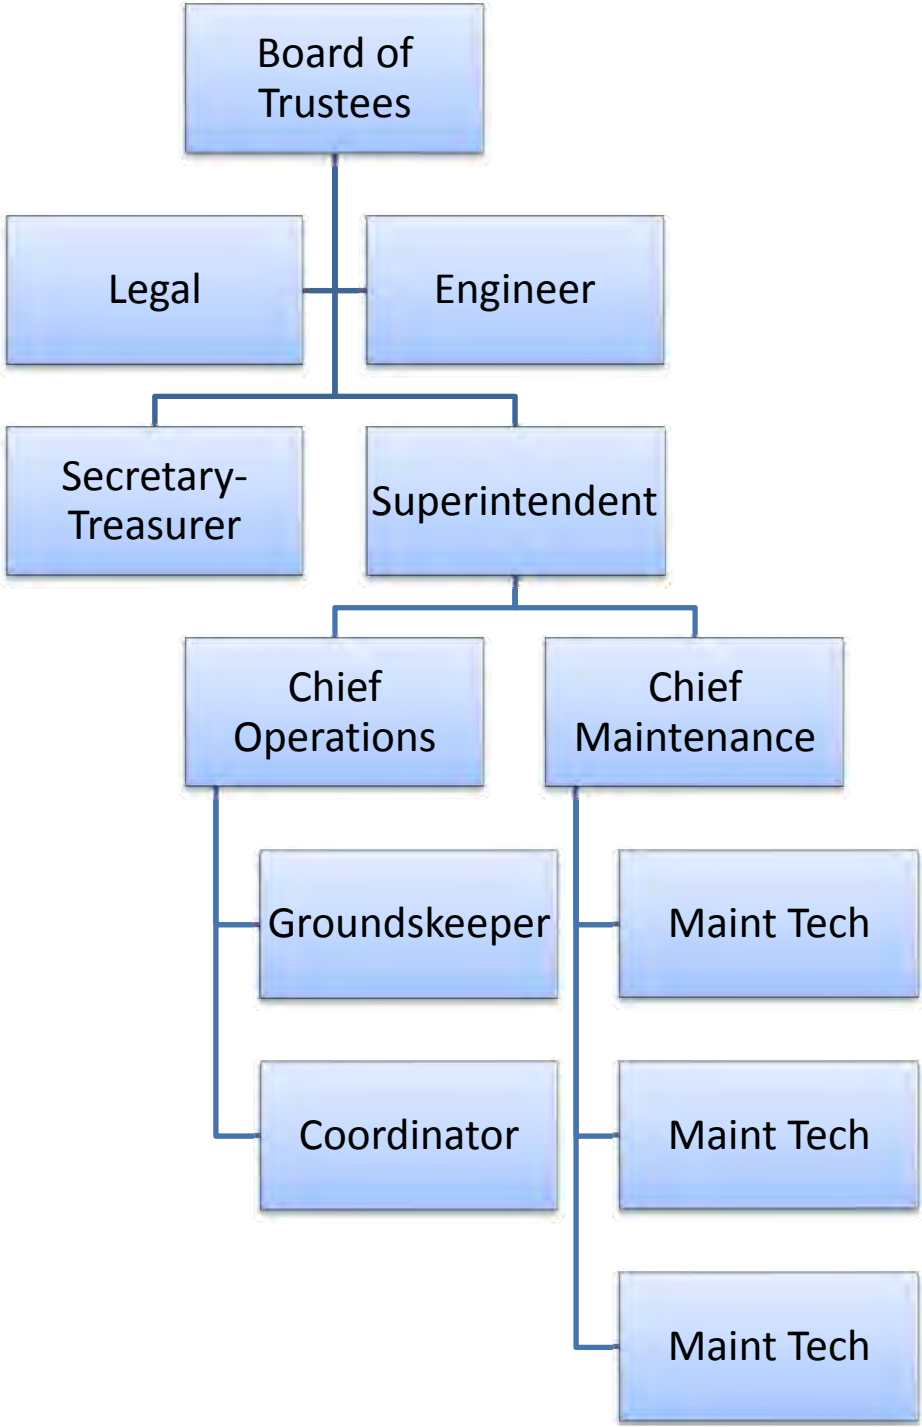 Board of
Trustees
Legal
Engineer
Secretary-
Treasurer
Superintendent
Chief
Operations
Chief
Maintenance
Groundskeeper
Maint Tech
Coordinator
Maint Tech
Maint Tech